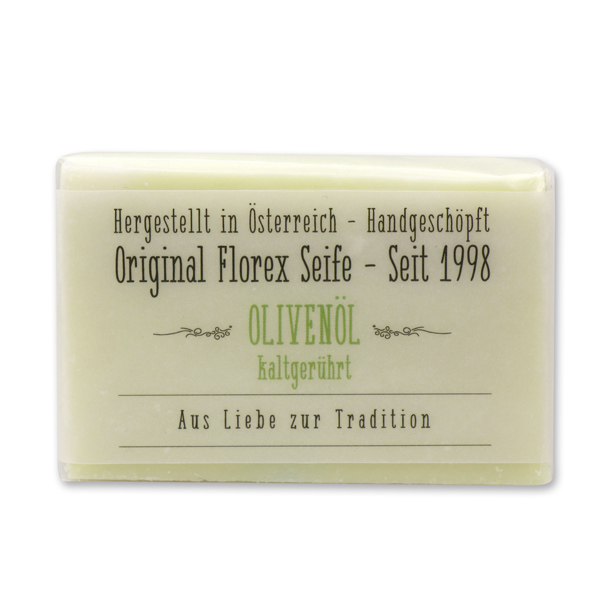 Hergestellt in Österreich - Handgeschöpft
Original Florex Seife - Seit 1998
OLIVENÖL
kaltgerührt
Aus Liebe zur Tradition